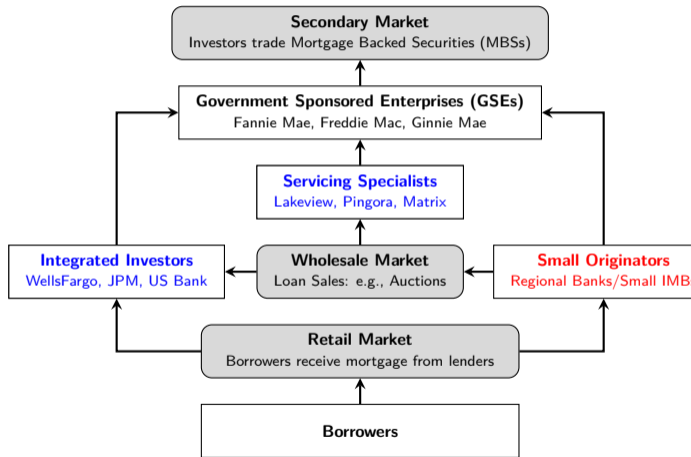 Secondary Market
Investors trade Mortgage Backed Securities (MBSs)
Government Sponsored Enterprises (GSEs)
Fannie Mae, Freddie Mac, Ginnie Mae
Servicing Specialists
Lakeview, Pingora, Matrix
Integrated Investors
WellsFargo, JPM, US Bank
Wholesale Market
Loan Sales: e.g., Auctions
Small Originators
Regional Banks/Small IMBs
Retail Market
Borrowers receive mortgage from lenders
Borrowers